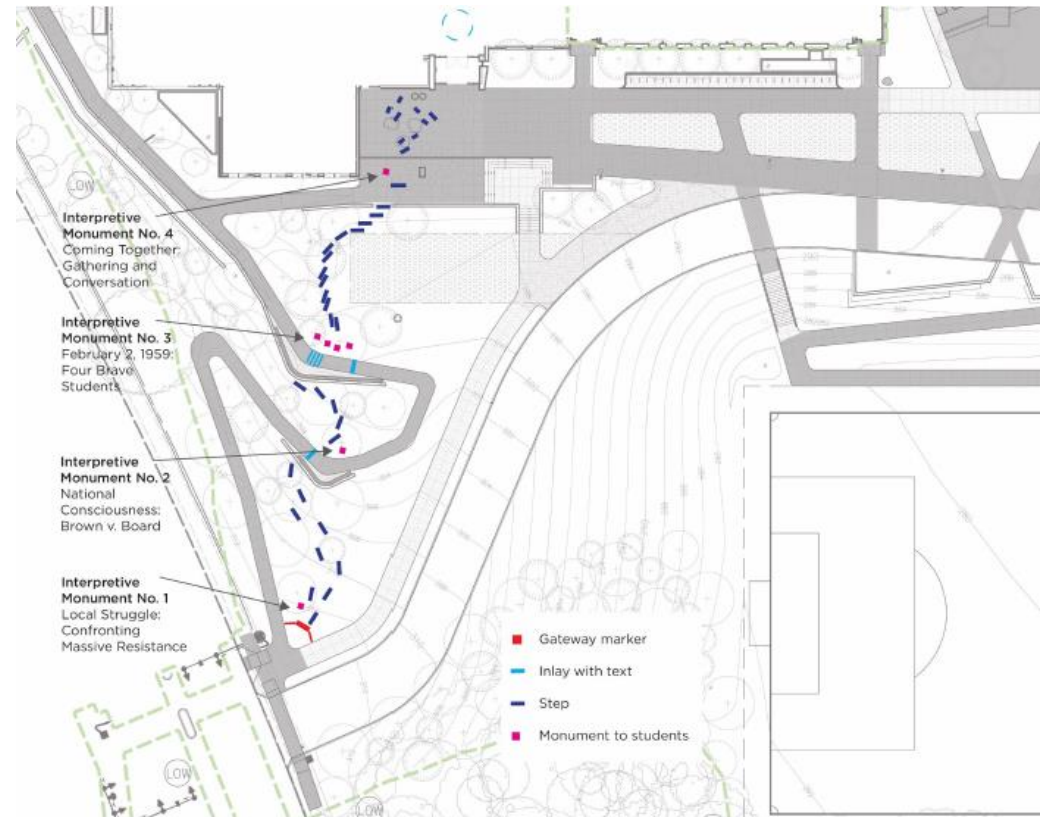 LOW
Interpretive
Monument No. 4
Coming Together:
Gathering and
Conversation
Interpretive
Monument No. 3
February 2, 1959:
Four Brave
Students
Interpretive
Monument No. 2
National
Consciousness:
Brown v. Board
Interpretive
Monument No. 1
Local Struggle:
Confronting
Massive Resistance
Gateway marker
Inlay with text
Step
Monument to students
LOW
LOW